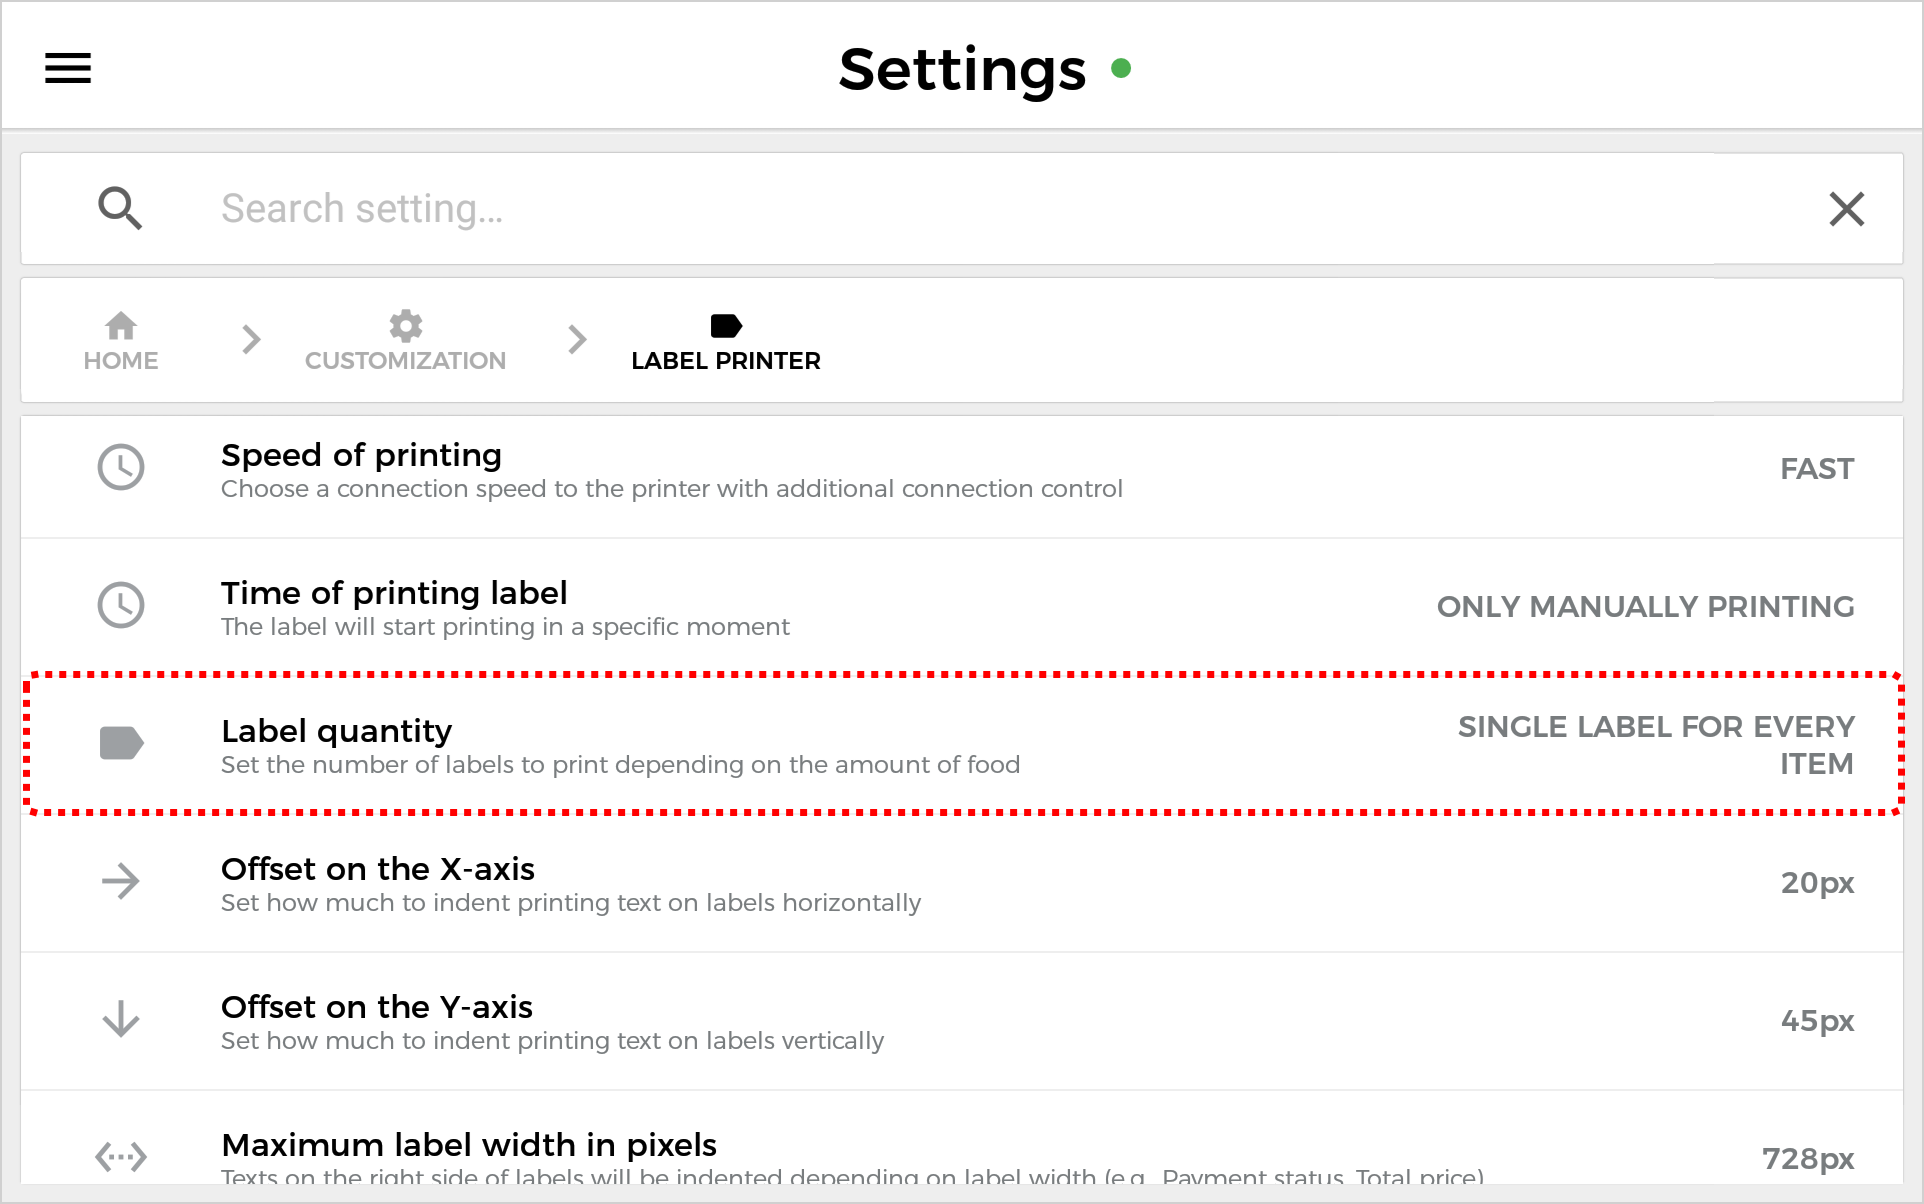 Settings
Search setting...
HOME
CUSTOMIZATION
LABEL PRINTER
Speed of printing
Choose a connection speed to the printer with additional connection control
FAST
Time of printing label
The label will start printing in a specific moment
ONLY MANUALLY PRINTING
Label quantity
Set the number of labels to print depending on the amount of food
SINGLE LABEL FOR EVERY
ITEM
Offset on the X-axis
Set how much to indent printing text on labels horizontally
20px
Offset on the Y-axis
Set how much to indent printing text on labels vertically
45px
Maximum label width in pixels
Texts on the right side of labels will be indented depending on label width (e.g., Payment status, Total price)
728px